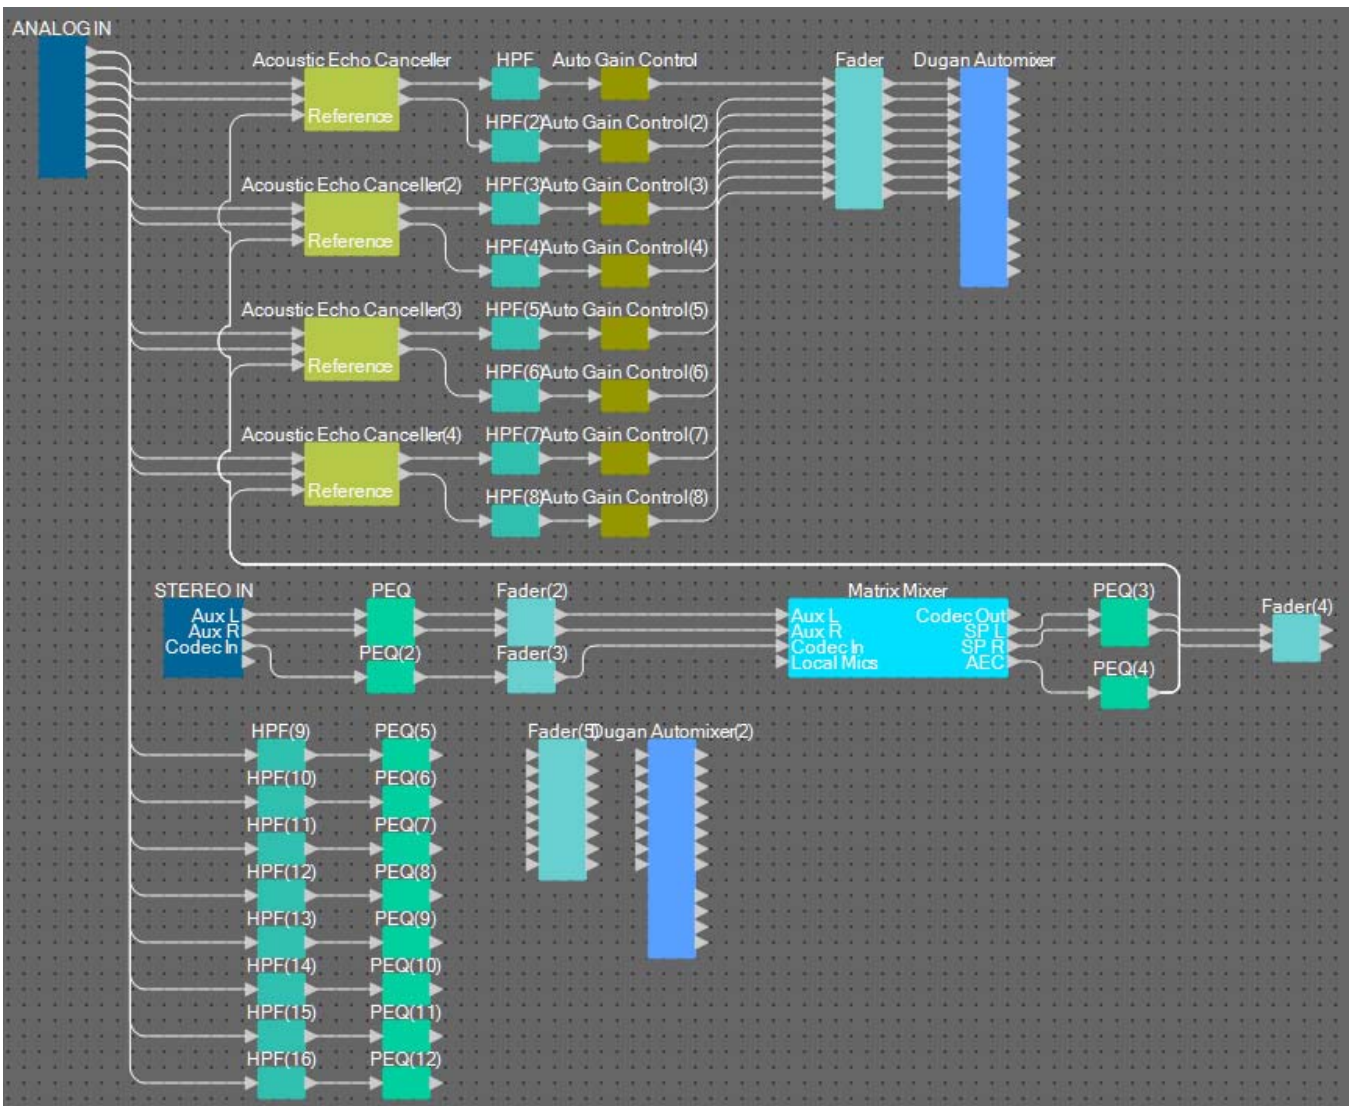 ANALOG IN
Acoustic Echo Canceller HPF Auto Gain Control Fader Dugan Automixer
Reference
HPF(2) Auto Gain Control(2)
Acoustic Echo Canceller(2) HPF(3) Auto Gain Control(3)
Reference
HPF(4) Auto Gain Control(4)
Acoustic Echo Canceller(3) HPF(5) Auto Gain Control(5)
Reference
HPF(6) Auto Gain Control(6)
Acoustic Echo Canceller(4) HPF(7) Auto Gain Control(7)
Reference
HPF(8) Auto Gain Control(8)
STEREO IN PEQ Fader(2) Matrix Mixer PEQ(3)
Fader(4)
Aux L Aux L Codec Out
Aux R Aux R SP L
Codec In Codec In SP R
PEQ(2) Fader(3)
Local Mics AEC
PEQ(4)
HPF(9) PEQ(5) Fader(5) Dugan Automixer(2)
HPF(10) PEQ(6)
HPF(11) PEQ(7)
HPF(12) PEQ(8)
HPF(13) PEQ(9)
HPF(14) PEQ(10)
HPF(15) PEQ(11)
HPF(16) PEQ(12)